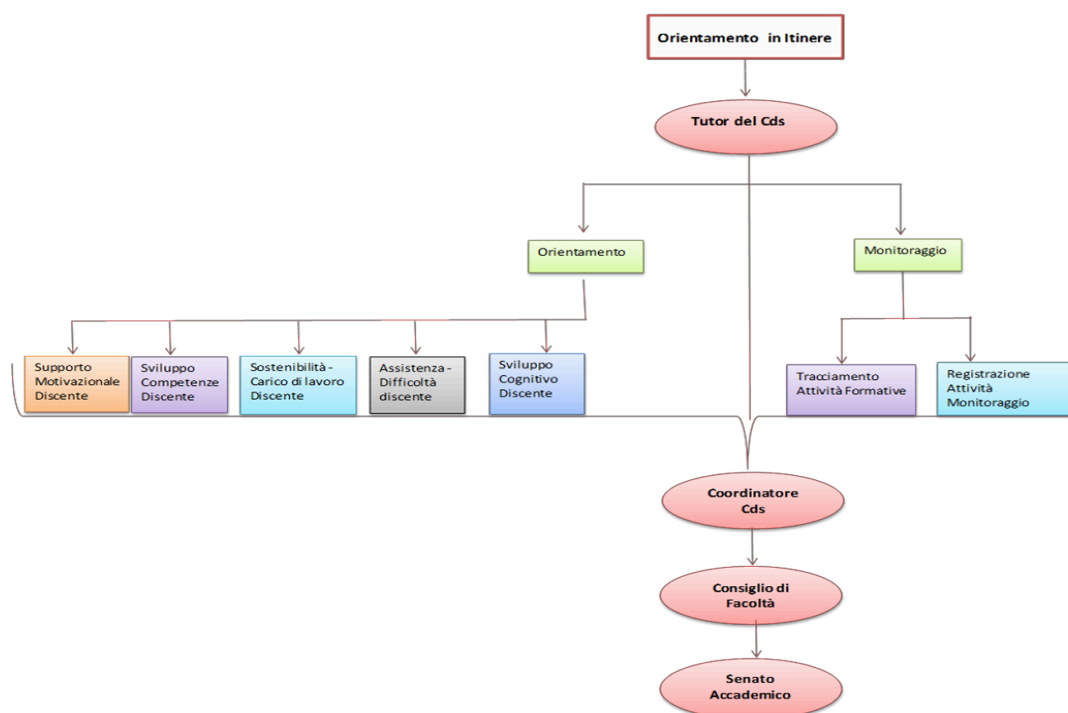 Orientamento in Itinere
Tutor del Cds
Orientamento
Monitoraggio
Supporto
Motivazionale
Discente
Sviluppo
Competenze
Discente
Sostenibilità -
Carico di lavoro
Discente
Assistenza -
Difficoltà
discente
Sviluppo
Cognitivo
Discente
Tracciamento
Attività Formative
Registrazione
Attività
Monitoraggio
Coordinatore
Cds
Consiglio di
Facoltà
Senato
Accademico